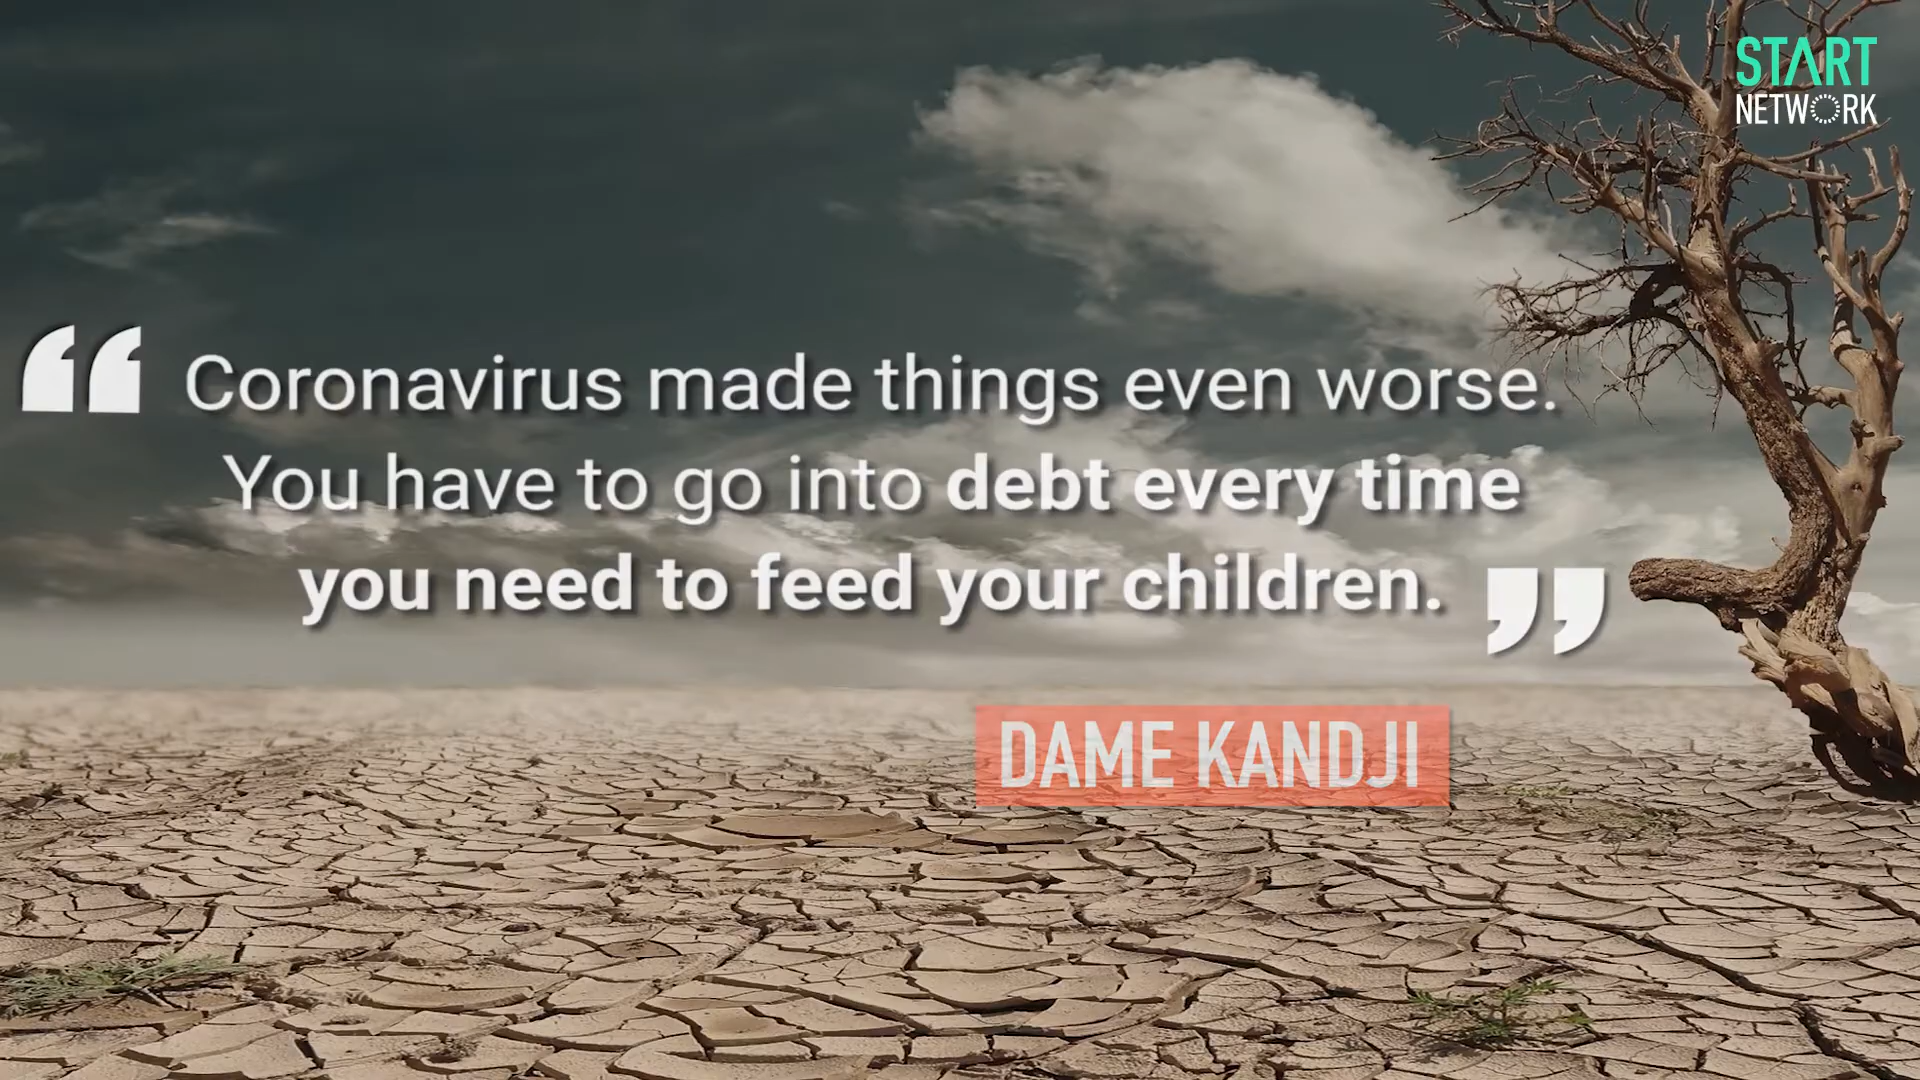 START
NETWORK
“Coronavirus made things even worse.
You have to go into debt every time
you need to feed your children.”
DAME KANDJI